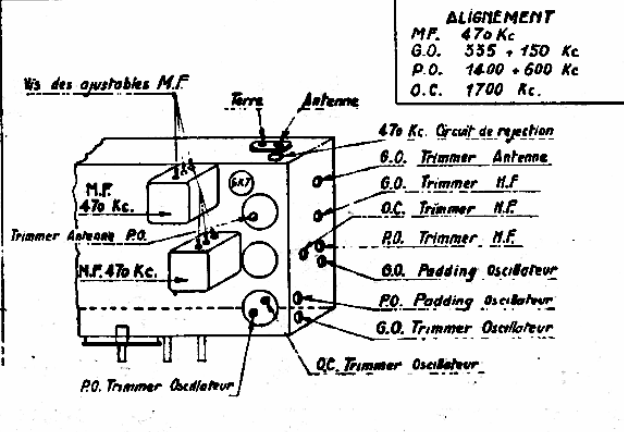 ALIGNEMENT
M.F. 470 Kc
G.O. 335 + 150 Kc
P.O. 1400 + 600 Kc
O.C. 1700 Kc.
Vis des ajustables M.F.
Terre
Antenne
470 Kc. Circuit de rejection
G.O. Trimmer Antenne
G.O. Trimmer H.F
O.C. Trimmer H.F.
P.O. Trimmer H.F.
G.O. Padding Oscillateur
P.O. Padding Oscillateur
G.O. Trimmer Oscillateur
O.C. Trimmer Oscillateur
M.F.
470 Kc.
6K7
Trimmer Antenne P.O.
M.F. 470 Kc.
P.O. Trimmer Oscillateur